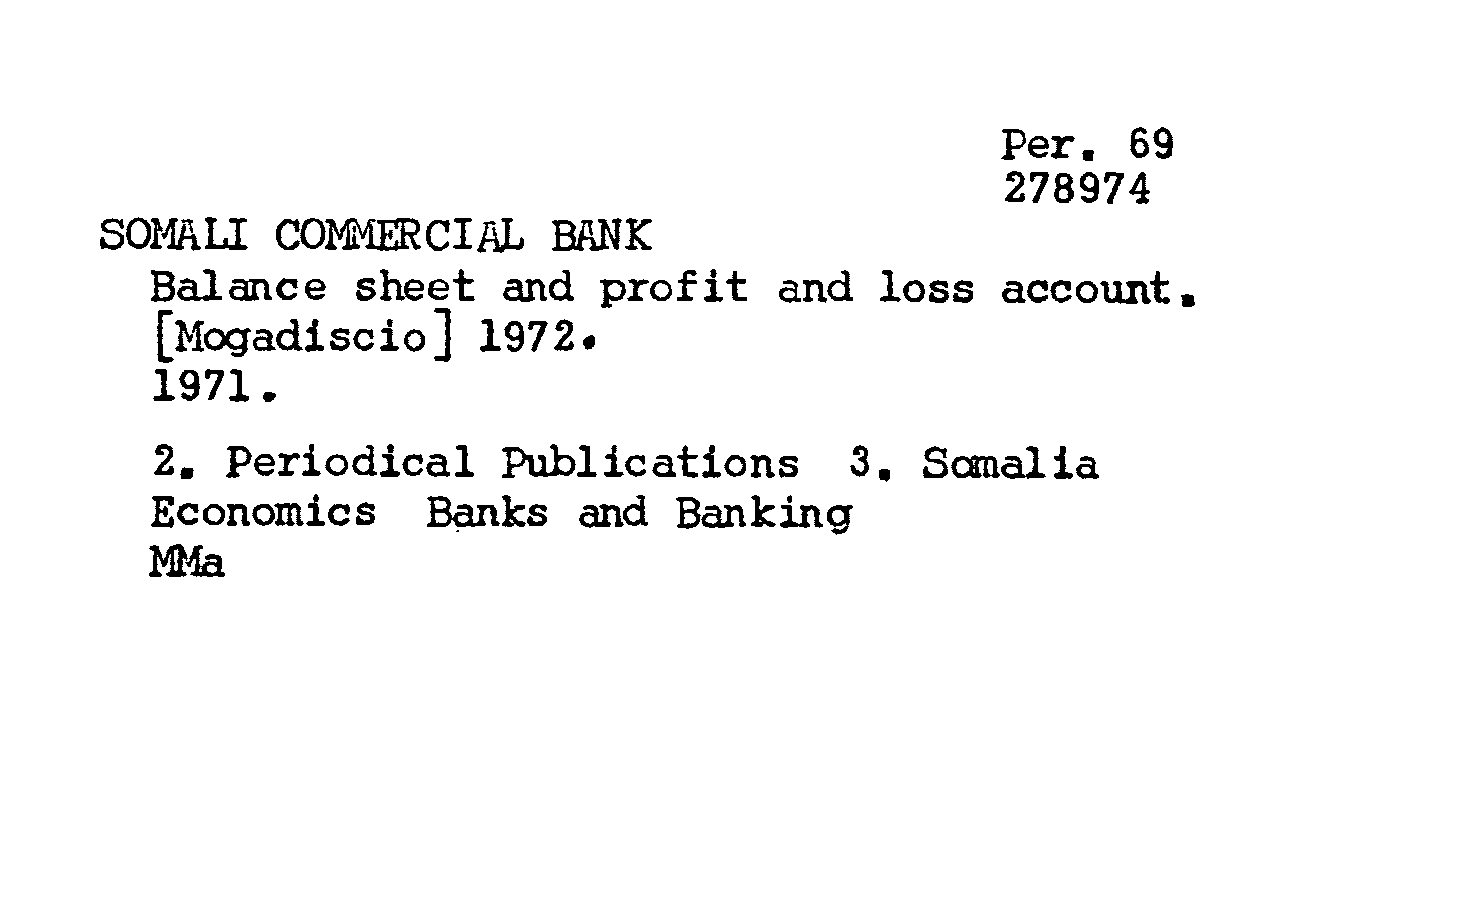 Per. 69
278974
SOMALI COMMERCIAL BANK
Balance sheet and profit and loss account.
[Mogadiscio] 1972.
1971.
2. Periodical Publications 3. Somalia
Economics Banks and Banking
MMa